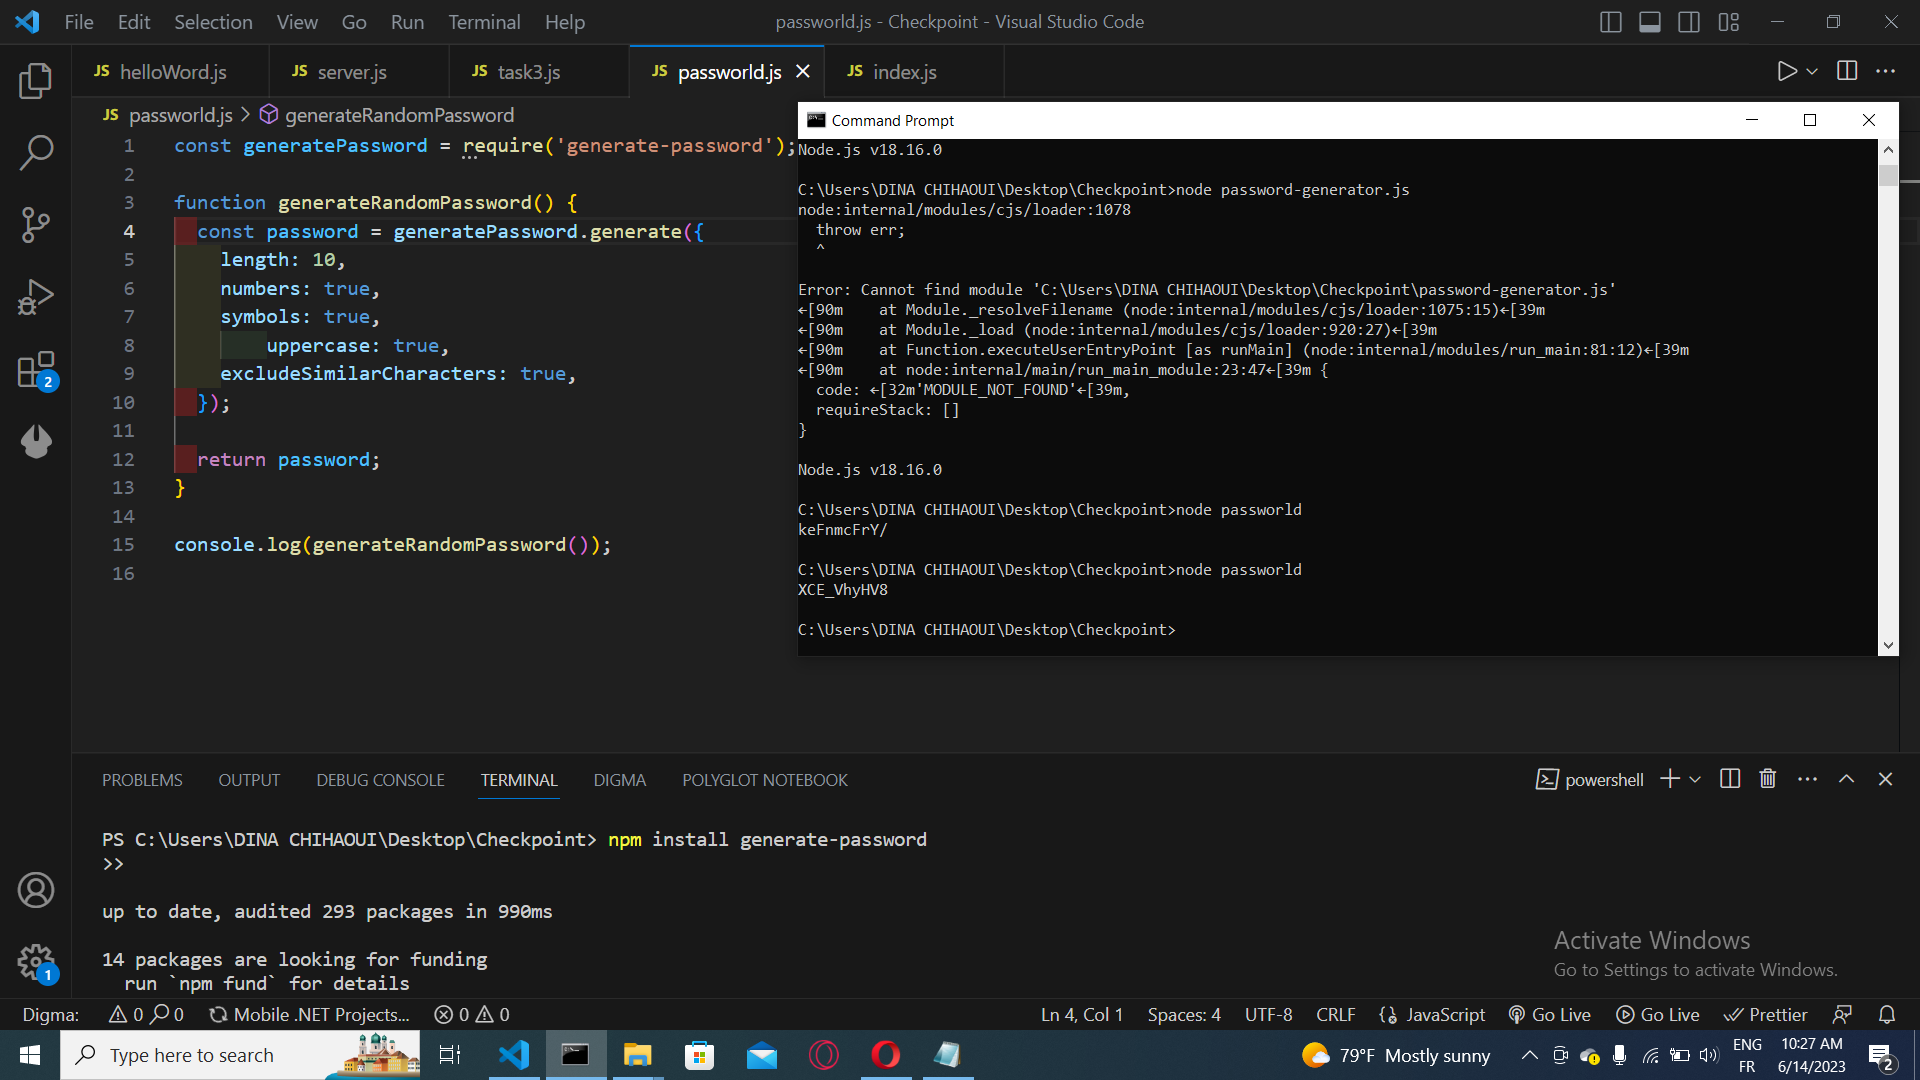 File Edit Selection View Go Run Terminal Help
passworld.js - Checkpoint - Visual Studio Code
JS helloWord.js
JS server.js
JS task3.js
JS passworld.js
JS index.js
JS passworld.js > generateRandomPassword
1 const generatePassword = require('generate-password');
2
3 function generateRandomPassword() {
4 const password = generatePassword.generate({
5 length: 10,
6 numbers: true,
7 symbols: true,
8 uppercase: true,
9 excludeSimilarCharacters: true,
10 });
11
12 return password;
13 }
14
15 console.log(generateRandomPassword());
16
Command Prompt
Node.js v18.16.0
C:\Users\DINA CHIHAOUI\Desktop\Checkpoint>node password-generator.js
node:internal/modules/cjs/loader:1078
throw err;
^
Error: Cannot find module 'C:\Users\DINA CHIHAOUI\Desktop\Checkpoint\password-generator.js'
←[90m    at Module._resolveFilename (node:internal/modules/cjs/loader:1075:15)←[39m
←[90m    at Module._load (node:internal/modules/cjs/loader:920:27)←[39m
←[90m    at Function.executeUserEntryPoint [as runMain] (node:internal/modules/run_main:81:12)←[39m
←[90m    at node:internal/main/run_main_module:23:47←[39m {
code: ←[32m'MODULE_NOT_FOUND'←[39m,
requireStack: []
}
Node.js v18.16.0
C:\Users\DINA CHIHAOUI\Desktop\Checkpoint>node passworld
keFnmcFrY/
C:\Users\DINA CHIHAOUI\Desktop\Checkpoint>node passworld
XCE_VhyHV8
C:\Users\DINA CHIHAOUI\Desktop\Checkpoint>
2
1
PROBLEMS OUTPUT DEBUG CONSOLE TERMINAL DIGMA POLYGLOT NOTEBOOK
powershell
PS C:\Users\DINA CHIHAOUI\Desktop\Checkpoint> npm install generate-password
>>
up to date, audited 293 packages in 990ms
14 packages are looking for funding
run `npm fund` for details
Activate Windows
Go to Settings to activate Windows.
Digma: 0 0 Mobile .NET Projects... 0 0
Ln 4, Col 1 Spaces: 4 UTF-8 CRLF JavaScript Go Live Go Live Prettier
Type here to search
79°F Mostly sunny
ENG
FR
10:27 AM
6/14/2023
2